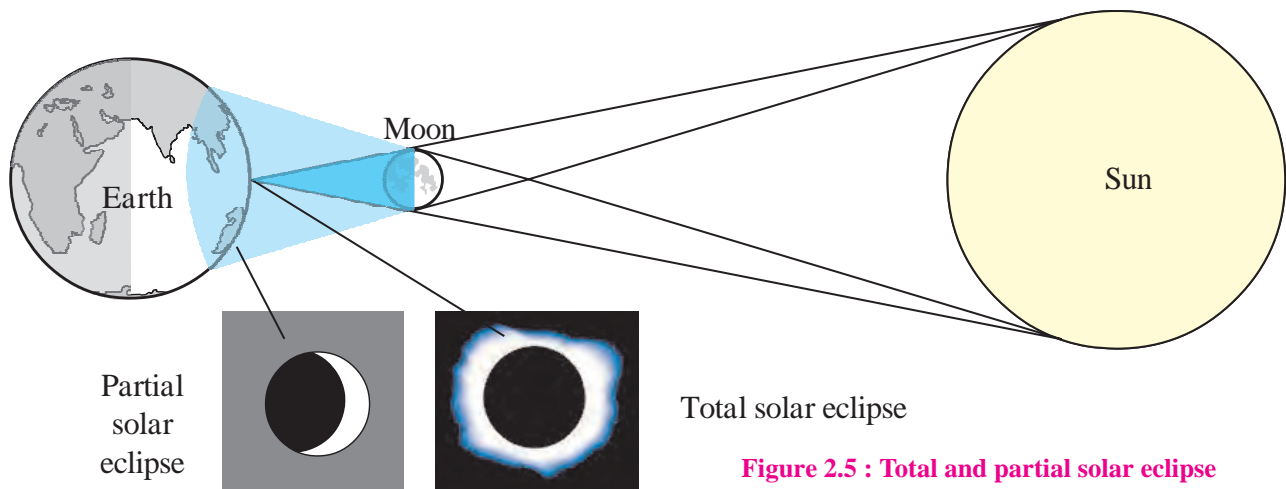 Moon
Earth
Sun
Partial
solar
eclipse
Total solar eclipse
Figure 2.5 : Total and partial solar eclipse